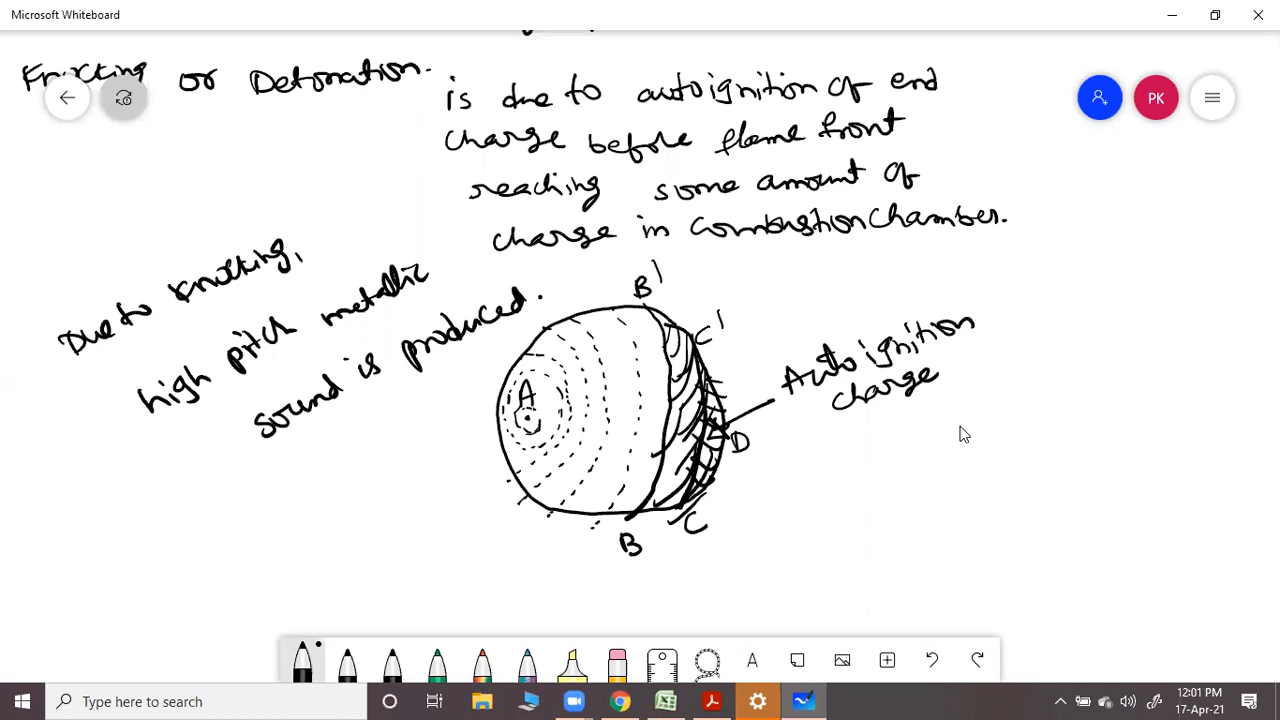 Microsoft Whiteboard
Knocking or Detonation.
is due to autoignition of end
charge before flame front
reaching some amount of
charge in Combustion Chamber.
PK
Due to Knocking,
high pitch metallic
sound is produced.
B'
C'
A
Auto ignition
charge
D
C
B
A
Type here to search
12:01 PM
17-Apr-21